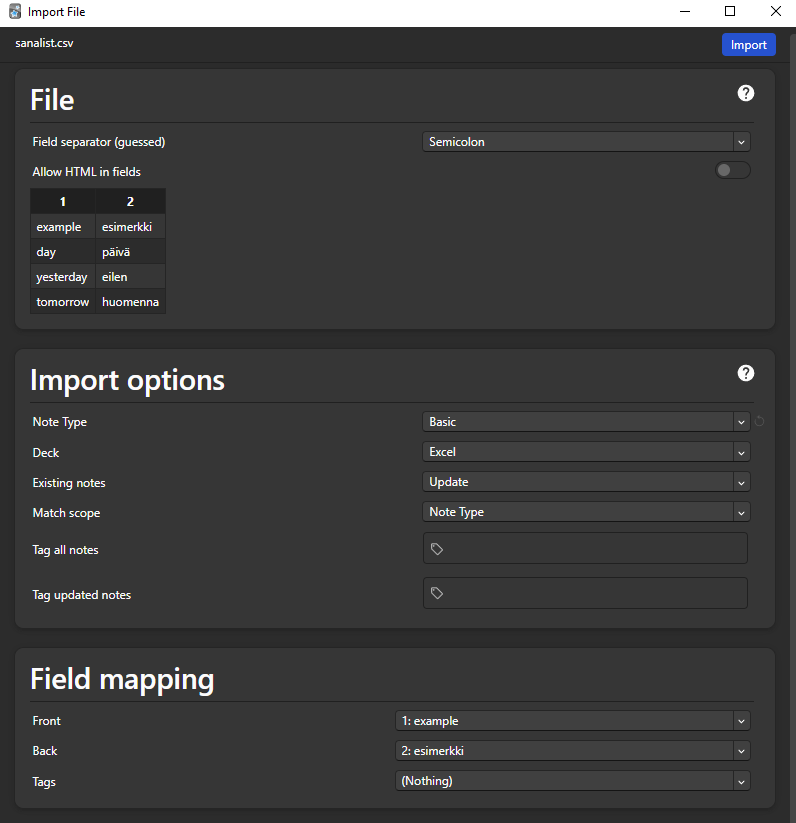 Import File
sanalist.csv
Import
File
Field separator (guessed)
Semicolon
Allow HTML in fields
1 2
example esimerkki
day päivä
yesterday eilen
tomorrow huomenna
Import options
Note Type
Basic
Deck
Excel
Existing notes
Update
Match scope
Note Type
Tag all notes
Tag updated notes
Field mapping
Front
1: example
Back
2: esimerkki
Tags
(Nothing)